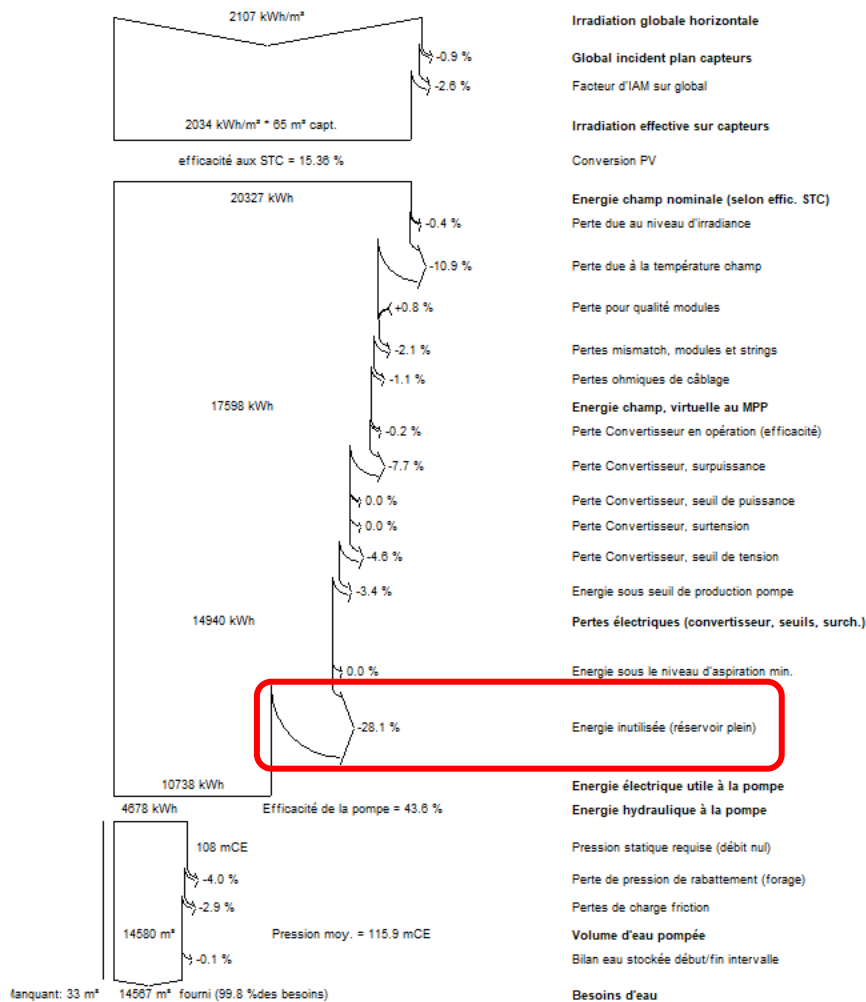 2107 kWh/m² Irradiation globale horizontale
-0.9 % Global incident plan capteurs
-2.6 % Facteur d'IAM sur global
2034 kWh/m² * 65 m² capt. Irradiation effective sur capteurs
efficacité aux STC = 15.36 % Conversion PV
20327 kWh Energie champ nominale (selon effic. STC)
-0.4 % Perte due au niveau d'irradiance
-10.9 % Perte due à la température champ
+0.8 % Perte pour qualité modules
-2.1 % Pertes mismatch, modules et strings
-1.1 % Pertes ohmiques de câblage
17598 kWh Energie champ, virtuelle au MPP
-0.2 % Perte Convertisseur en opération (efficacité)
-7.7 % Perte Convertisseur, surpuissance
0.0 % Perte Convertisseur, seuil de puissance
0.0 % Perte Convertisseur, surtension
-4.6 % Perte Convertisseur, seuil de tension
-3.4 % Energie sous seuil de production pompe
14940 kWh Pertes électriques (convertisseur, seuils, surch.)
0.0 % Energie sous le niveau d'aspiration min.
-28.1 % Energie inutilisée (réservoir plein)
10738 kWh Energie électrique utile à la pompe
4678 kWh Efficacité de la pompe = 43.6 % Energie hydraulique à la pompe
108 mCE Pression statique requise (débit nul)
-4.0 % Perte de pression de rabattement (forage)
-2.9 % Pertes de charge friction
14580 m³ Pression moy. = 115.9 mCE Volume d'eau pompée
-0.1 % Bilan eau stockée début/fin intervalle
lanquant: 33 m³ 14567 m³ fourni (99.8 %des besoins) Besoins d'eau